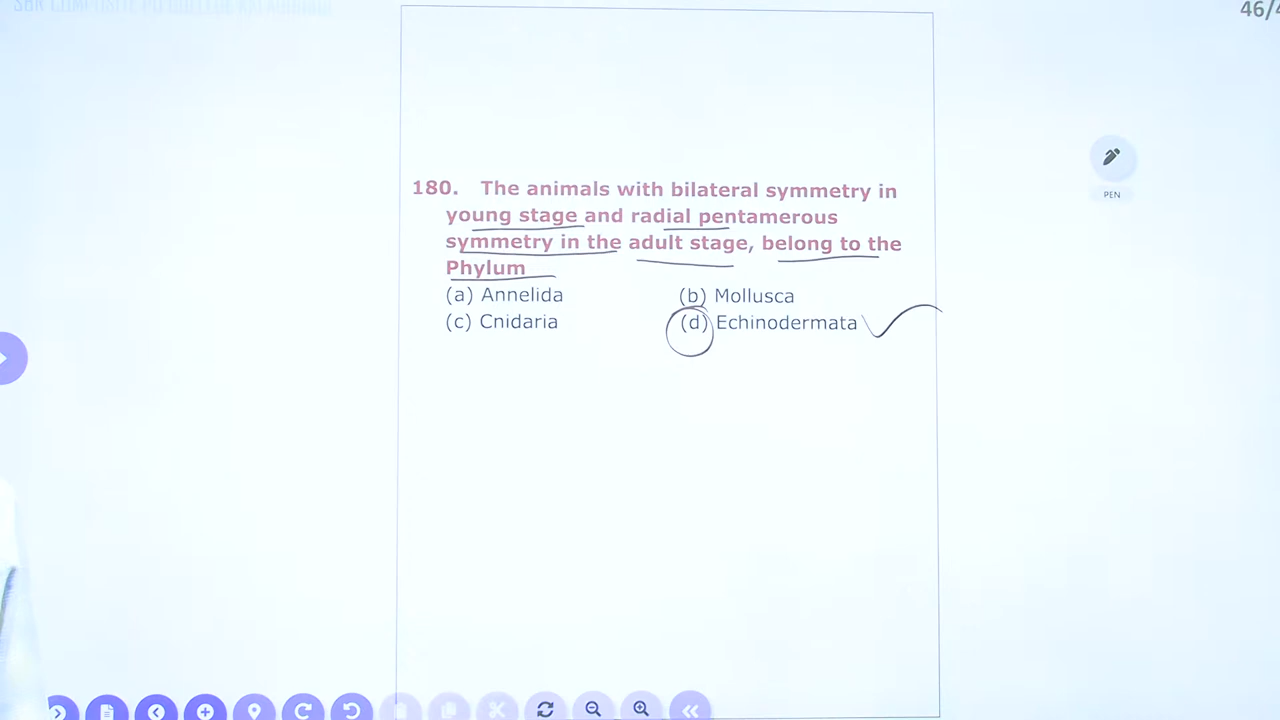 46/4
PEN
180. The animals with bilateral symmetry in
young stage and radial pentamerous
symmetry in the adult stage, belong to the
Phylum
(a) Annelida (b) Mollusca
(c) Cnidaria (d) Echinodermata